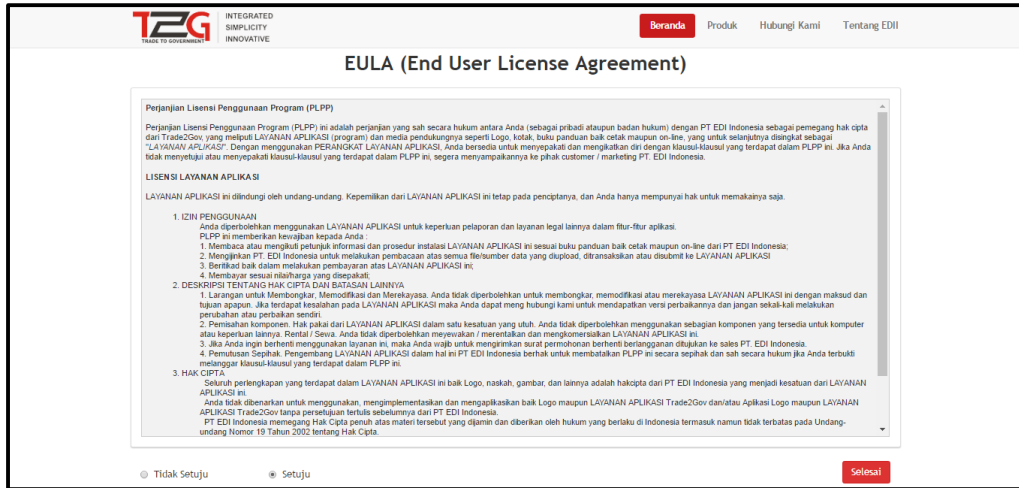 T2G
TRADE TO GOVERNMENT
INTEGRATED
SIMPLICITY
INNOVATIVE
Beranda Produk Hubungi Kami Tentang EDII
EULA (End User License Agreement)
Perjanjian Lisensi Penggunaan Program (PLPP)
Perjanjian Lisensi Penggunaan Program (PLPP) ini adalah perjanjian yang sah secara hukum antara Anda (sebagai pribadi ataupun badan hukum) dengan PT EDI Indonesia sebagai pemegang hak cipta
dari Trade2Gov, yang meliputi LAYANAN APLIKASI (program) dan media pendukungnya seperti Logo, kotak, buku panduan baik cetak maupun on-line, yang untuk selanjutnya disingkat sebagai
"LAYANAN APLIKASI". Dengan menggunakan PERANGKAT LAYANAN APLIKASI, Anda bersedia untuk menyepakati dan mengikatkan diri dengan klausul-klausul yang terdapat dalam PLPP ini. Jika Anda
tidak menyetujui atau menyepakati klausul-klausul yang terdapat dalam PLPP ini, segera menyampaikannya ke pihak customer / marketing PT. EDI Indonesia.
LISENSI LAYANAN APLIKASI
LAYANAN APLIKASI ini dilindungi oleh undang-undang. Kepemilikan dari LAYANAN APLIKASI ini tetap pada penciptanya, dan Anda hanya mempunyai hak untuk memakainya saja.
1. IZIN PENGGUNAAN
Anda diperbolehkan menggunakan LAYANAN APLIKASI untuk keperluan pelaporan dan layanan legal lainnya dalam fitur-fitur aplikasi.
PLPP ini memberikan kewajiban kepada Anda :
1. Membaca atau mengikuti petunjuk informasi dan prosedur instalasi LAYANAN APLIKASI ini sesuai buku panduan baik cetak maupun on-line dari PT EDI Indonesia;
2. Mengijinkan PT. EDI Indonesia untuk melakukan pembacaan atas semua file/sumber data yang diupload, ditransaksikan atau disubmit ke LAYANAN APLIKASI
3. Beritikad baik dalam melakukan pembayaran atas LAYANAN APLIKASI ini;
4. Membayar sesuai nilai/harga yang disepakati;
2. DESKRIPSI TENTANG HAK CIPTA DAN BATASAN LAINNYA
1. Larangan untuk Membongkar, Memodifikasi dan Merekayasa. Anda tidak diperbolehkan untuk membongkar, memodifikasi atau merekayasa LAYANAN APLIKASI ini dengan maksud dan
tujuan apapun. Jika terdapat kesalahan pada LAYANAN APLIKASI maka Anda dapat meng hubungi kami untuk mendapatkan versi perbaikannya dan jangan sekali-kali melakukan
perubahan atau perbaikan sendiri.
2. Pemisahan komponen. Hak pakai dari LAYANAN APLIKASI dalam satu kesatuan yang utuh. Anda tidak diperbolehkan menggunakan sebagian komponen yang tersedia untuk komputer
atau keperluan lainnya. Rental / Sewa. Anda tidak diperbolehkan meyewakan / merentalkan dan mengkomersialkan LAYANAN APLIKASI ini.
3. Jika Anda ingin berhenti menggunakan layanan ini, maka Anda wajib untuk mengirimkan surat permohonan berhenti berlangganan ditujukan ke sales PT. EDI Indonesia.
4. Pemutusan Sepihak. Pengembang LAYANAN APLIKASI dalam hal ini PT EDI Indonesia berhak untuk membatalkan PLPP ini secara sepihak dan sah secara hukum jika Anda terbukti
melanggar klausul-klausul yang terdapat dalam PLPP ini.
3. HAK CIPTA
Seluruh perlengkapan yang terdapat dalam LAYANAN APLIKASI ini baik Logo, naskah, gambar, dan lainnya adalah hakcipta dari PT EDI Indonesia yang menjadi kesatuan dari LAYANAN
APLIKASI ini.
Anda tidak dibenarkan untuk menggunakan, mengimplementasikan dan mengaplikasikan baik Logo maupun LAYANAN APLIKASI Trade2Gov dan/atau Aplikasi Logo maupun LAYANAN
APLIKASI Trade2Gov tanpa persetujuan tertulis sebelumnya dari PT EDI Indonesia.
PT EDI Indonesia memegang Hak Cipta penuh atas materi tersebut yang dijamin dan diberikan oleh hukum yang berlaku di Indonesia termasuk namun tidak terbatas pada Undang-
undang Nomor 19 Tahun 2002 tentang Hak Cipta.
Tidak Setuju Setuju Selesai